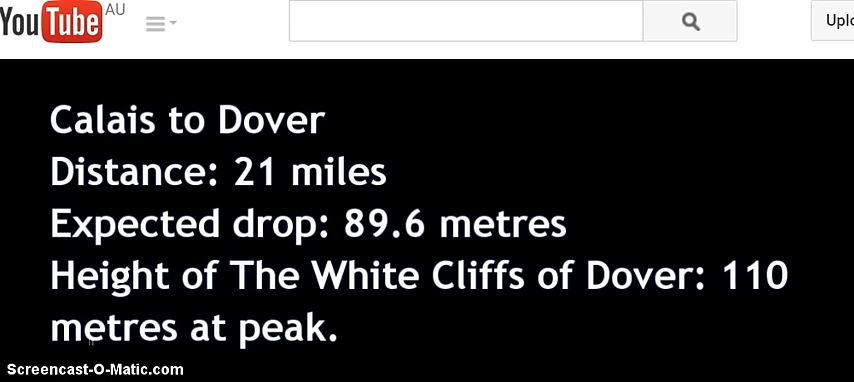 YouTube AU
Uplo
Calais to Dover
Distance: 21 miles
Expected drop: 89.6 metres
Height of The White Cliffs of Dover: 110
metres at peak.
Screencast-O-Matic.com